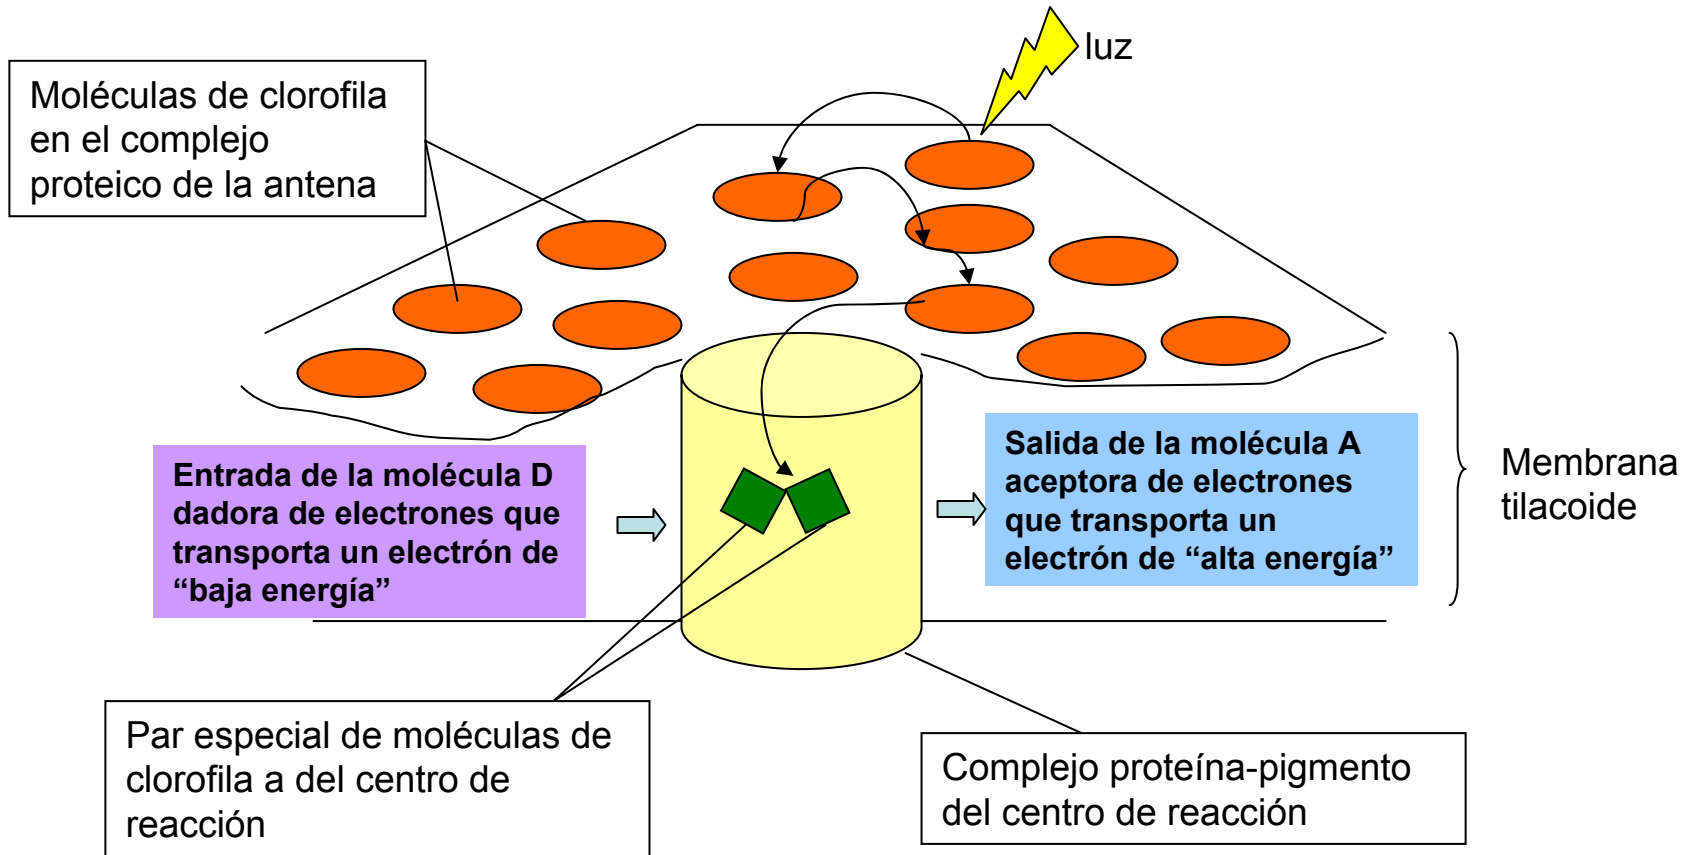 luz
Moléculas de clorofila
en el complejo
proteico de la antena
Entrada de la molécula D
dadora de electrones que
transporta un electrón de
“baja energía”
Salida de la molécula A
aceptora de electrones
que transporta un
electrón de “alta energía”
Membrana
tilacoide
Par especial de moléculas de
clorofila a del centro de
reacción
Complejo proteína-pigmento
del centro de reacción